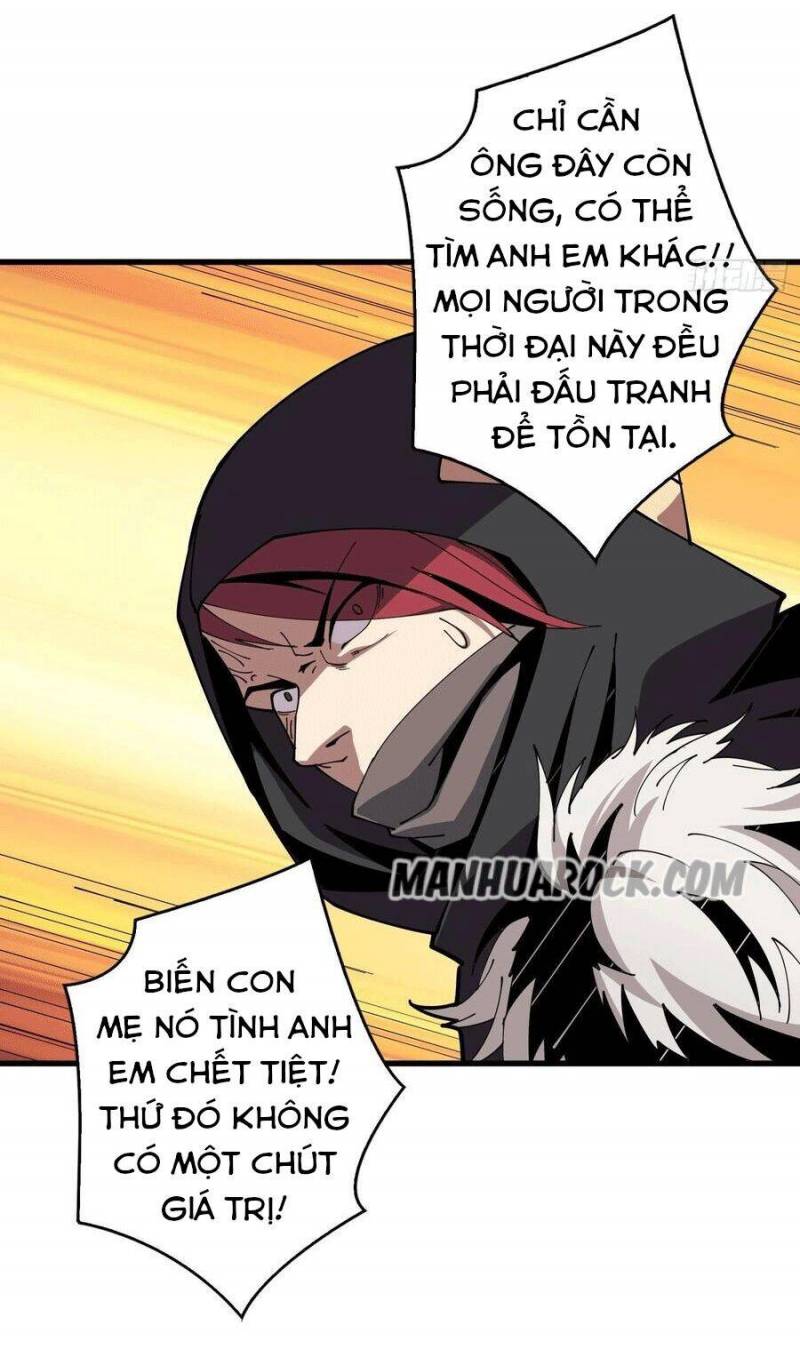 CHỈ CẦN
ÔNG ĐÂY CÒN
SỐNG, CÓ THỂ
TÌM ANH EM KHÁC!!
MỌI NGƯỜI TRONG
THỜI ĐẠI NÀY ĐỀU
PHẢI ĐẤU TRANH
ĐỂ TỒN TẠI.
MANHUAROCK.COM
BIẾN CON
MẸ NÓ TÌNH ANH
EM CHẾT TIỆT!
THỨ ĐÓ KHÔNG
CÓ MỘT CHÚT
GIÁ TRỊ!